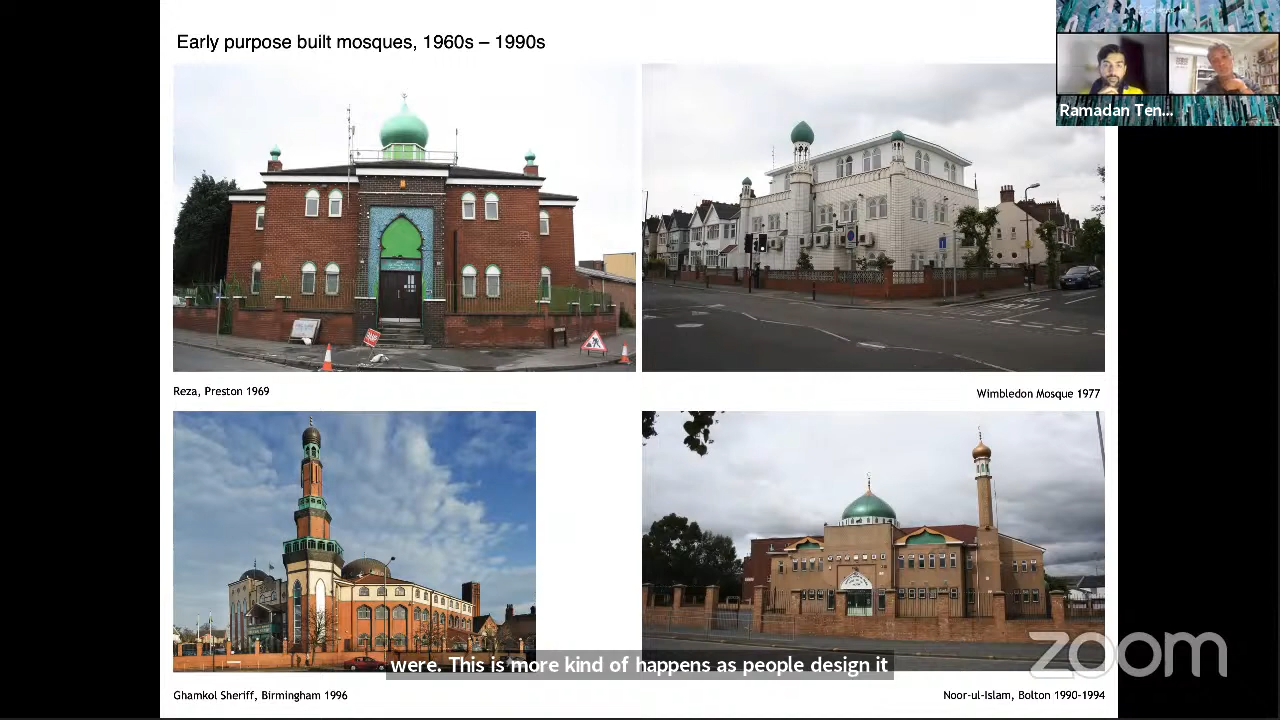 Early purpose built mosques, 1960s – 1990s
Ramadan Ten...
Reza, Preston 1969
Wimbledon Mosque 1977
were. This is more kind of happens as people design it
zoom
Ghamkol Sheriff, Birmingham 1996
Noor-ul-Islam, Bolton 1990-1994